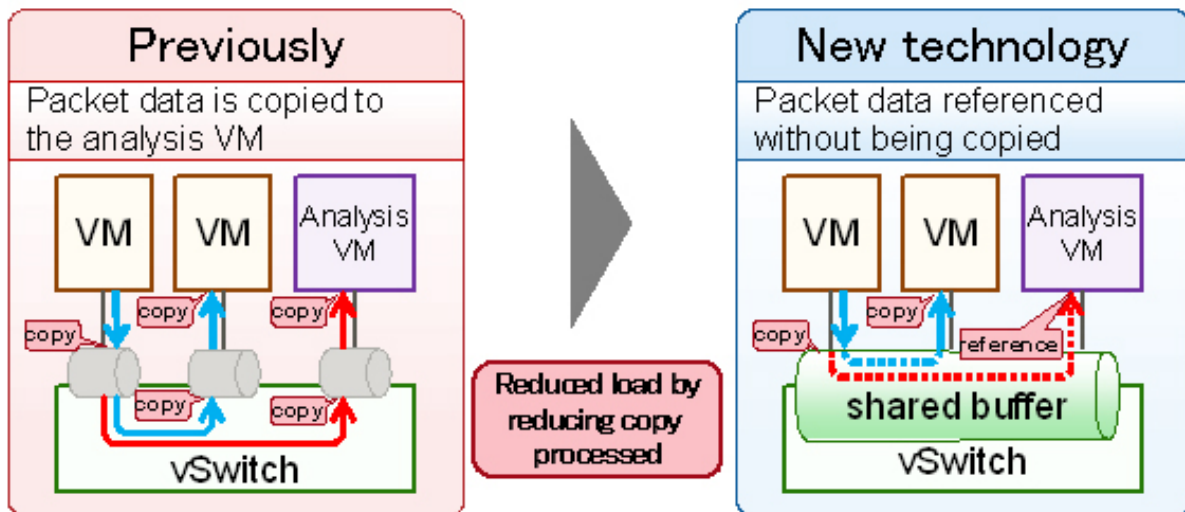 Previously
Packet data is copied to
the analysis VM
VM
VM
Analysis
VM
copy
copy
copy
copy
copy
vSwitch
Reduced load by
reducing copy
processed
New technology
Packet data referenced
without being copied
VM
VM
Analysis
VM
copy
copy
reference
shared buffer
vSwitch